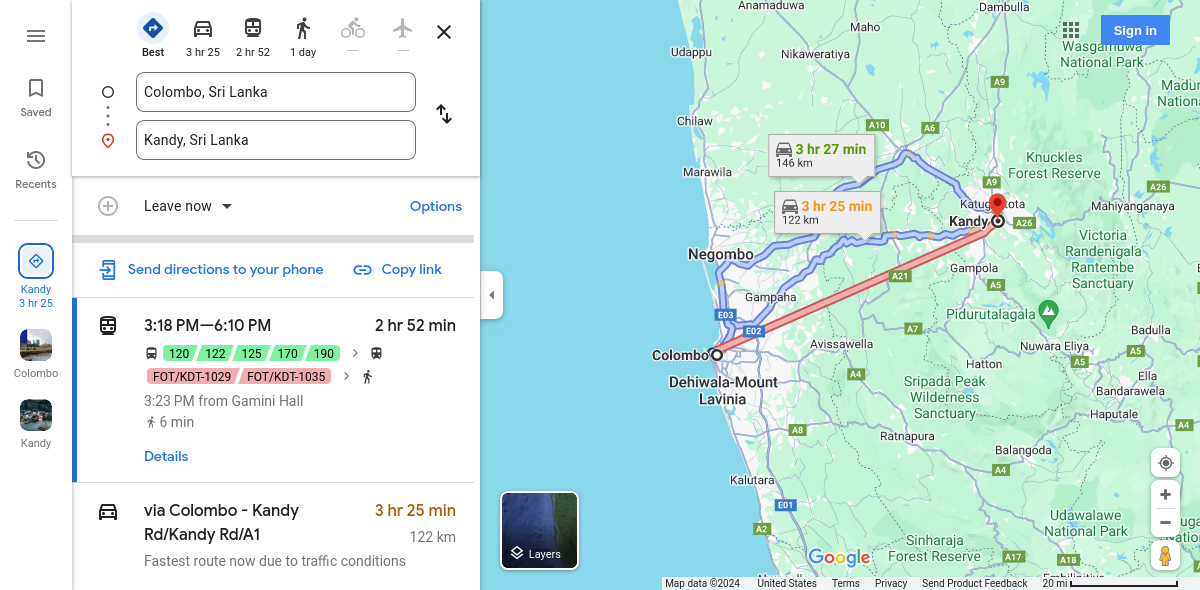 Saved
Recents
Kandy
3 hr 25
Colombo
Kandy
Best
3 hr 25
2 hr 52
1 day
—
—
Colombo, Sri Lanka
Kandy, Sri Lanka
Leave now
Options
Send directions to your phone
Copy link
3:18 PM—6:10 PM
2 hr 52 min
120 122 125 170 190
FOT/KDT-1029 FOT/KDT-1035
3:23 PM from Gamini Hall
6 min
Details
via Colombo - Kandy
Rd/Kandy Rd/A1
3 hr 25 min
122 km
Fastest route now due to traffic conditions
Layers
Sign in
Anamaduwa
Dambulla
Maho
Udappu
Nikaweratiya
Wasgamuwa
National Park
A9
Madur
Nationa
Chilaw
A10
A6
3 hr 27 min
146 km
Knuckles
Forest Reserve
Marawila
A9
A26
3 hr 25 min
122 km
Mahiyanganaya
Kandy
A26
Victoria
Randenigala
Rantembe
Sanctuary
Negombo
Gampola
A21
A5
Gampaha
E03
E02
Pidurutalagala
A7
Badulla
Colombo
Avissawella
Nuwara Eliya
A5
A5
Hatton
Ella
A4
Dehiwala-Mount
Lavinia
Sripada Peak
Wilderness
Sanctuary
Bandarawela
Haputale
A8
Ratnapura
A4
Balangoda
A4
Kalutara
E01
A2
Udawalawe
National Park
Sinharaja
Forest Reserve
A17
A18
Google
Map data ©2024
United States
Terms
Privacy
Send Product Feedback
20 mi